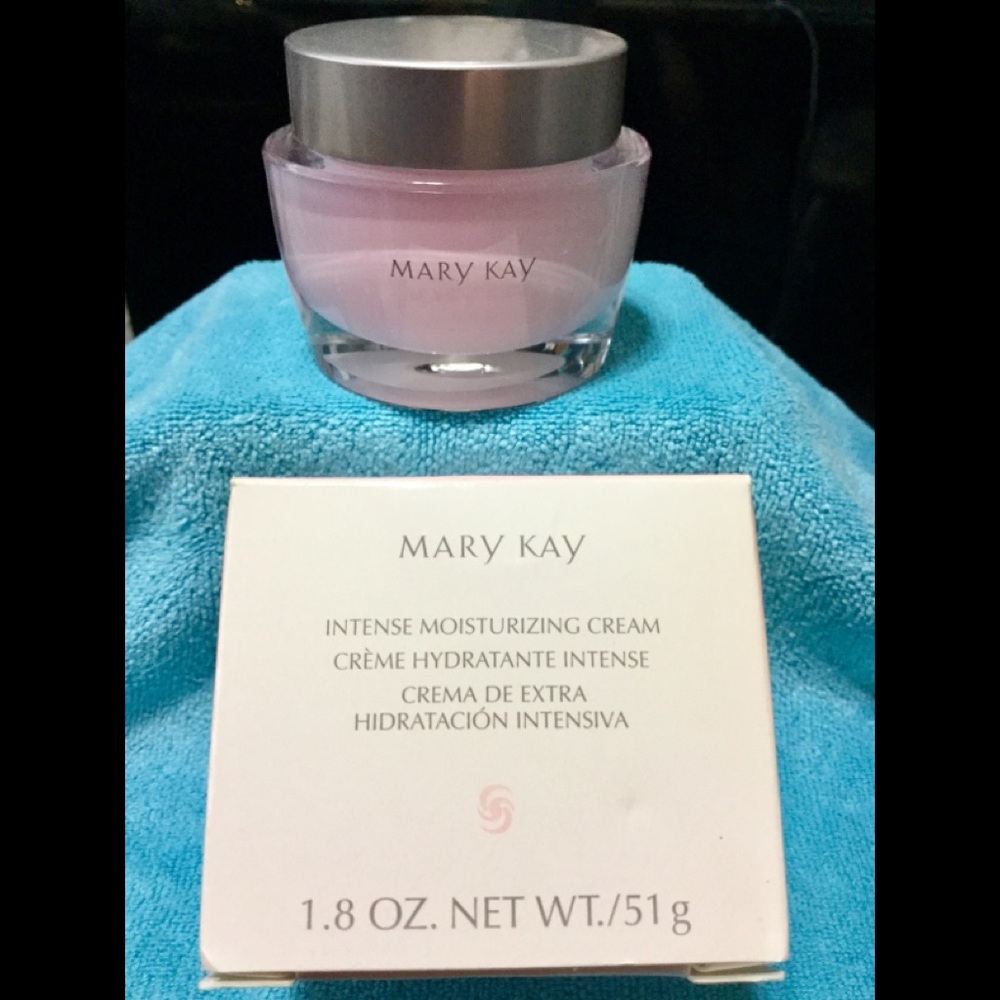 MARY KAY
MARY KAY
INTENSE MOISTURIZING CREAM
CRÈME HYDRATANTE INTENSE
CREMA DE EXTRA
HIDRATACIÓN INTENSIVA
1.8 OZ. NET WT./51 g